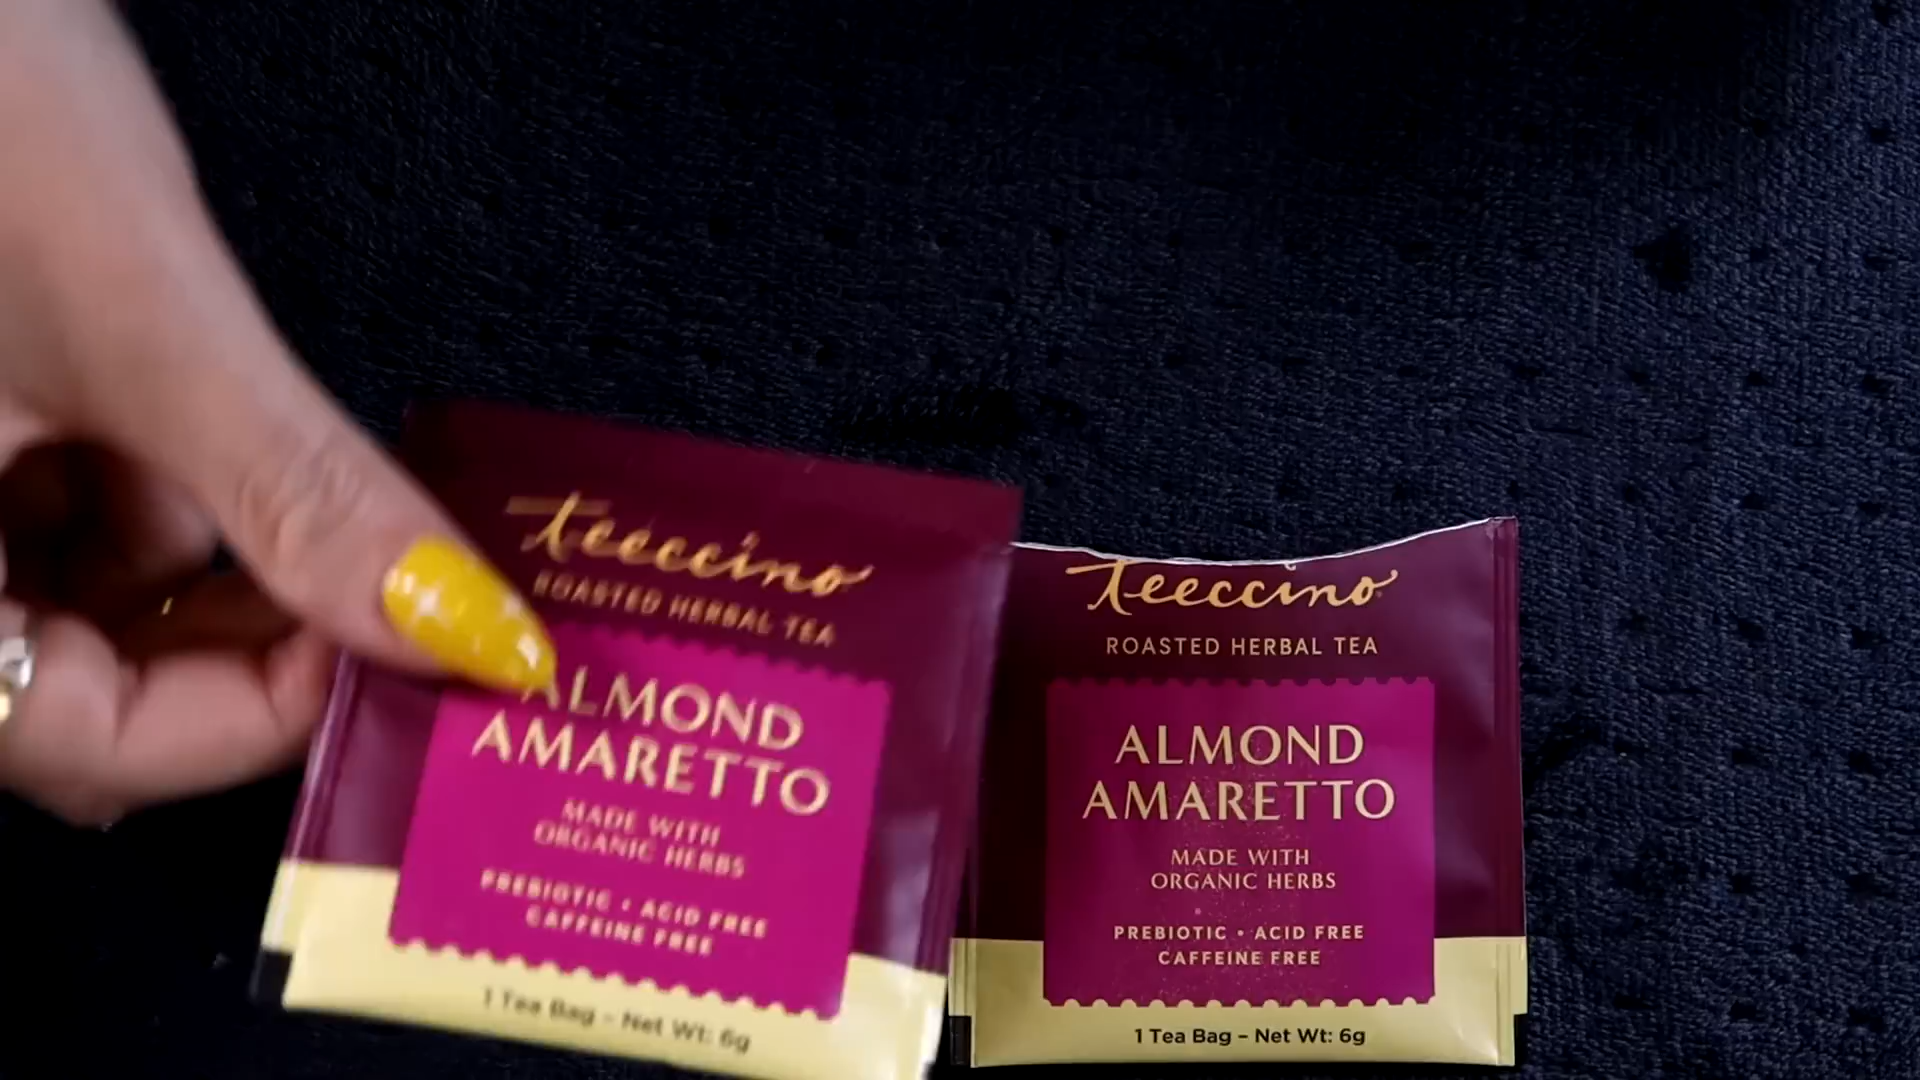 teeccino
ROASTED HERBAL TEA
ALMOND
AMARETTO
MADE WITH
ORGANIC HERBS
PREBIOTIC • ACID FREE
CAFFEINE FREE
1 Tea Bag – Net Wt: 6g
teeccino
ROASTED HERBAL TEA
ALMOND
AMARETTO
MADE WITH
ORGANIC HERBS
PREBIOTIC • ACID FREE
CAFFEINE FREE
1 Tea Bag – Net Wt: 6g